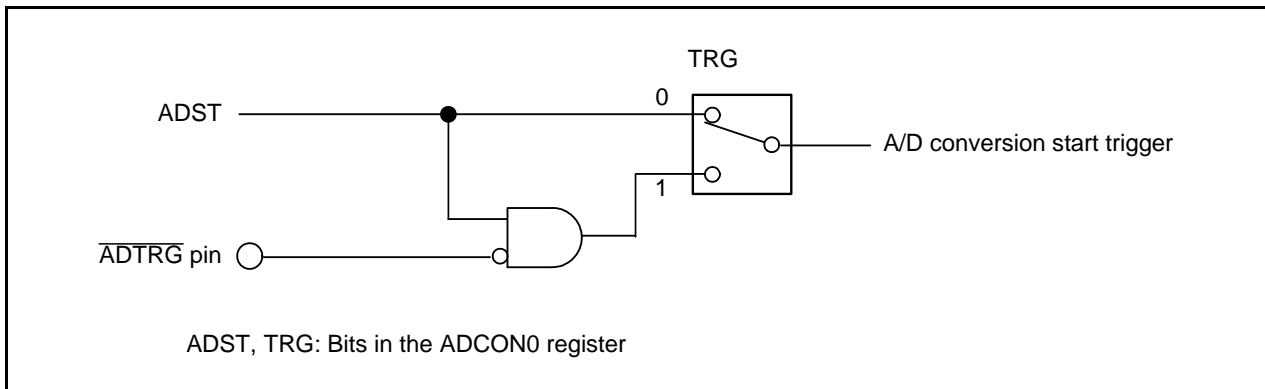 TRG
0
ADST
A/D conversion start trigger
1
ADTRG pin
ADST, TRG: Bits in the ADCON0 register